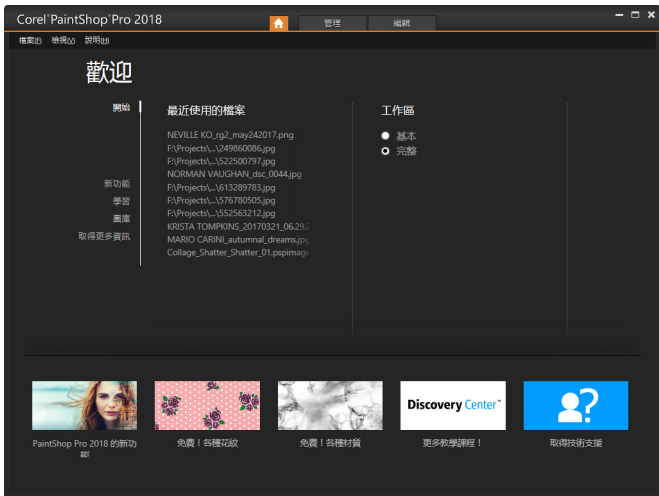 Corel®PaintShop®Pro 2018
管理
編輯
檔案(F) 檢視(V) 說明(H)
歡迎
開始
新功能
學習
圖庫
取得更多資訊
最近使用的檔案
NEVILLE KO_rg2_may242017.png
F:\Projects\...\249860086.jpg
F:\Projects\...\522500797.jpg
NORMAN VAUGHAN_dsc_0044.jpg
F:\Projects\...\613289783.jpg
F:\Projects\...\576780505.jpg
F:\Projects\...\552563212.jpg
KRISTA TOMPKINS_20170321_06.29.2
MARIO CARINI_autumnal_dreams.jpg
Collage_Shatter_Shatter_01.pspimage
工作區
基本
完整
PaintShop Pro 2018 的新功
能!
免費！各種花紋
免費！各種材質
Discovery Center™
更多教學課程！
?
取得技術支援